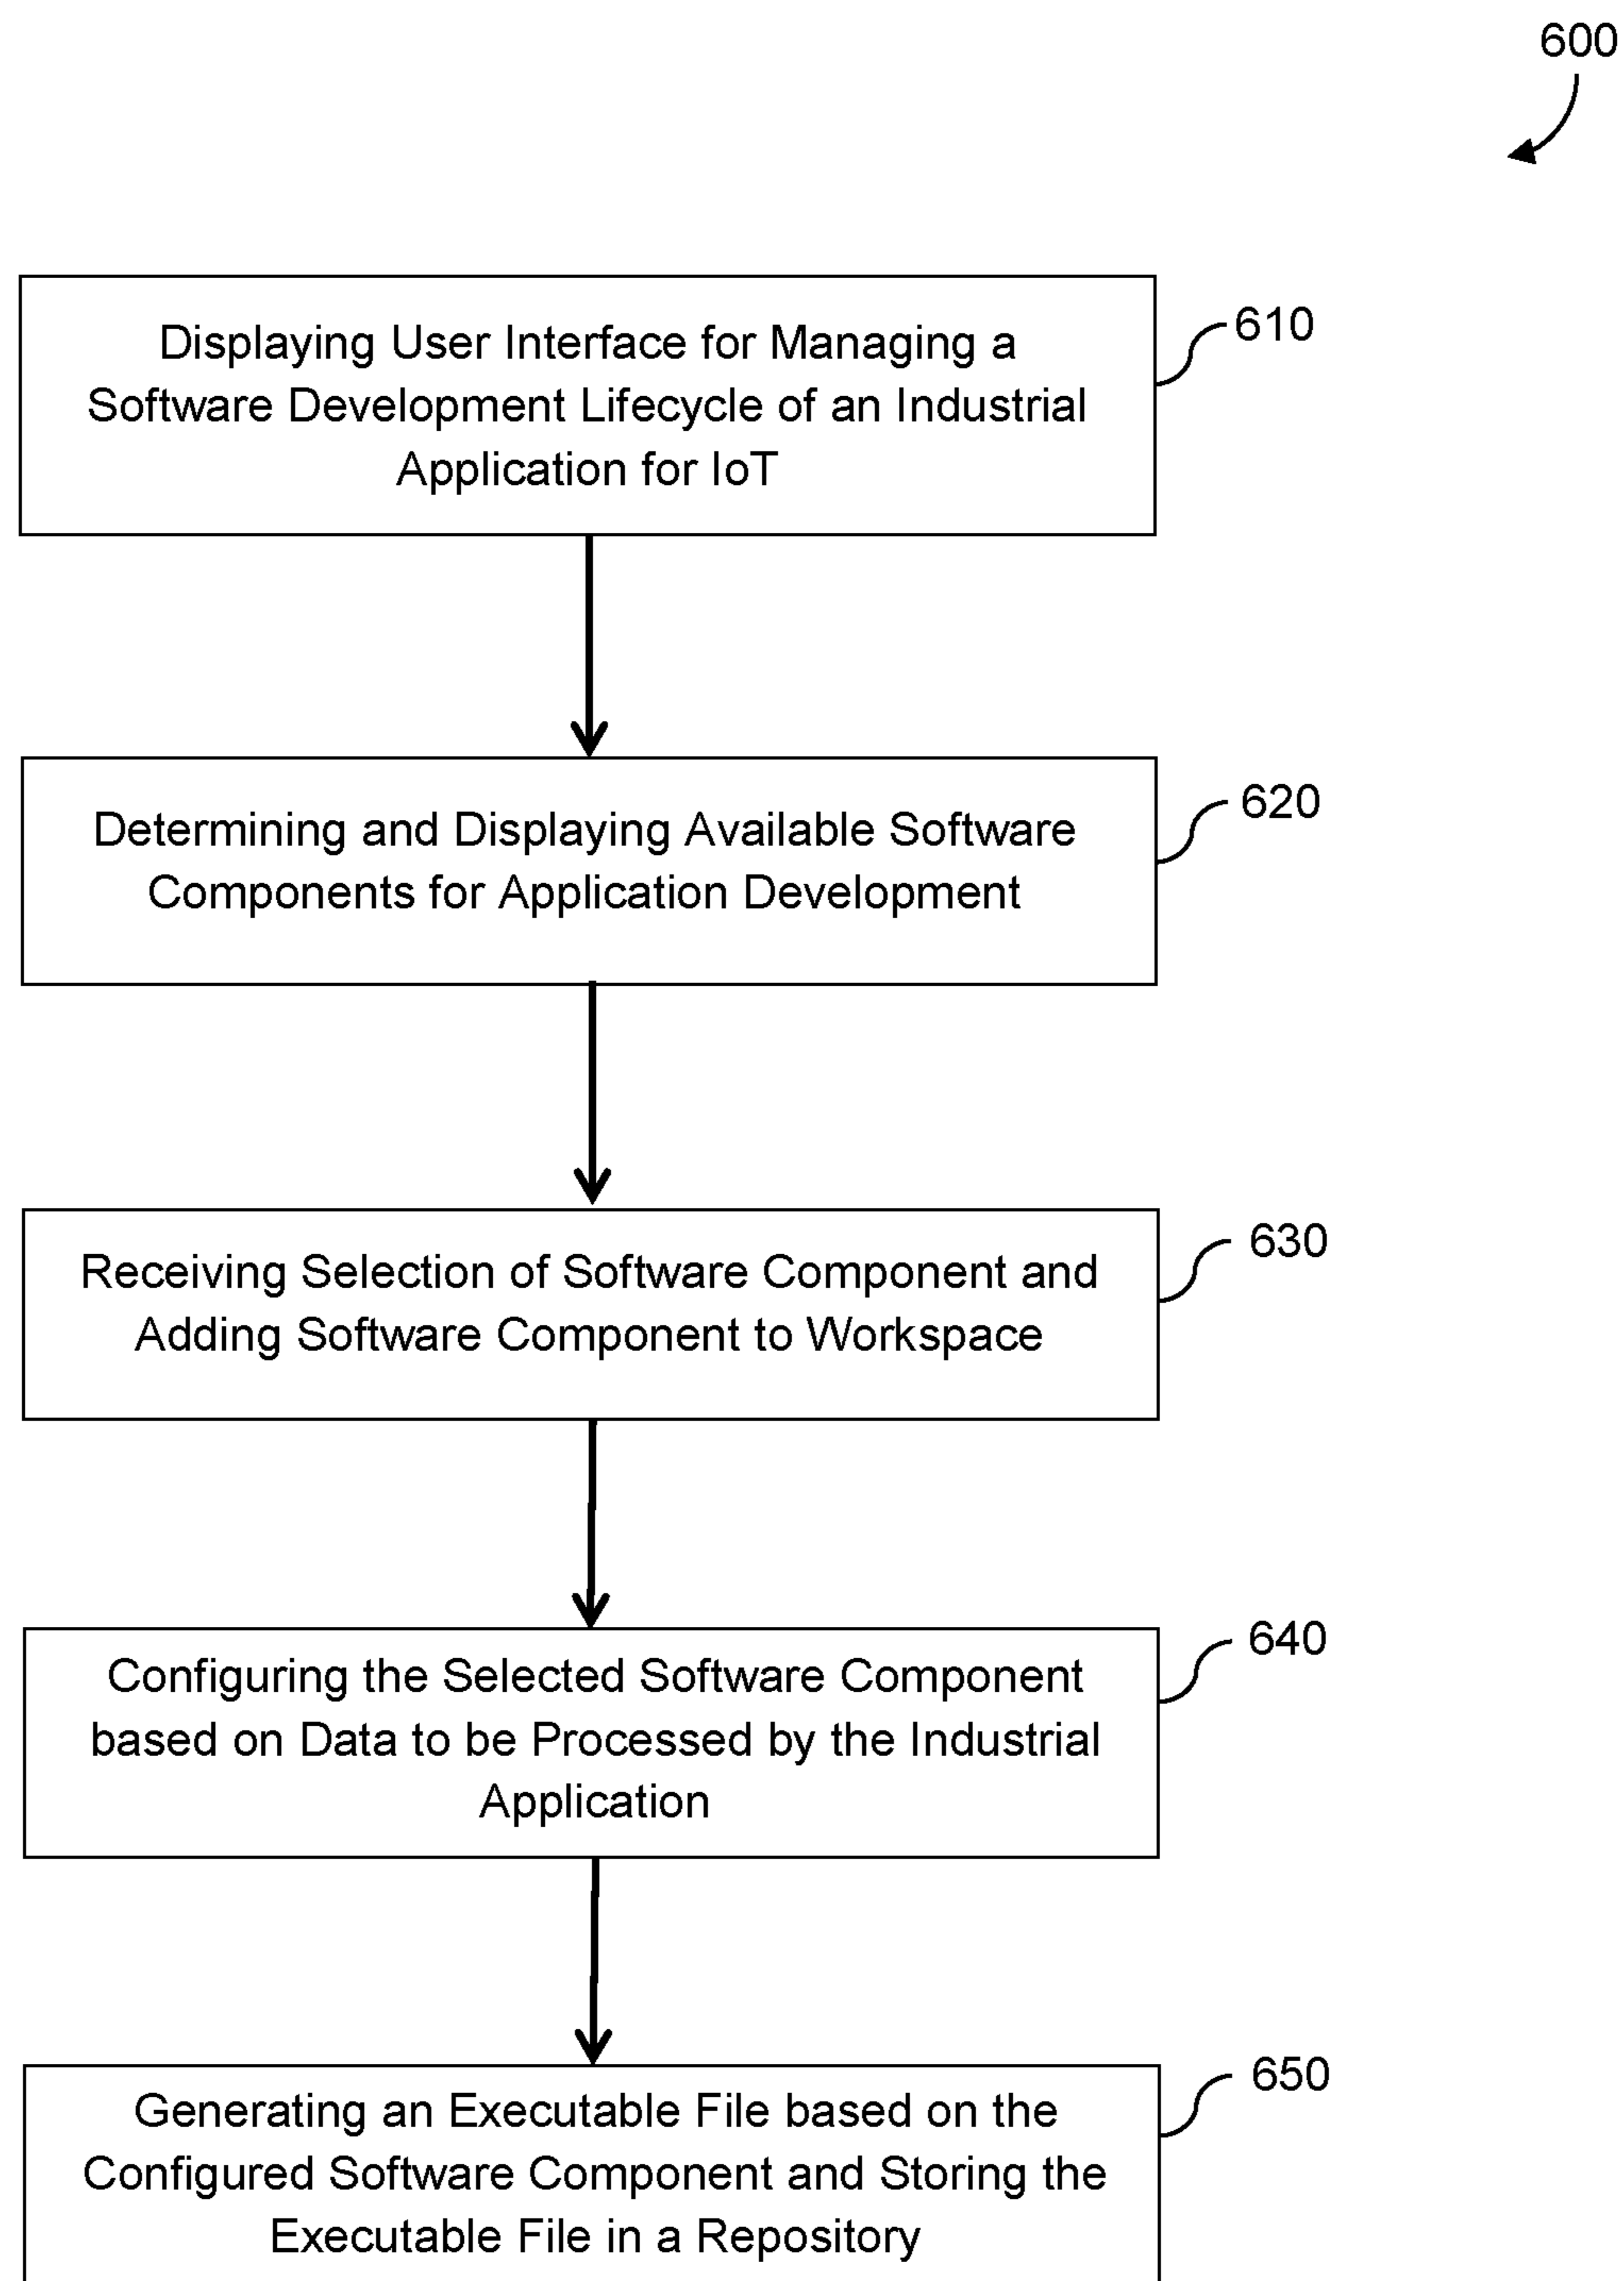 600
Displaying User Interface for Managing a
Software Development Lifecycle of an Industrial
Application for IoT
610
Determining and Displaying Available Software
Components for Application Development
620
Receiving Selection of Software Component and
Adding Software Component to Workspace
630
Configuring the Selected Software Component
based on Data to be Processed by the Industrial
Application
640
Generating an Executable File based on the
Configured Software Component and Storing the
Executable File in a Repository
650